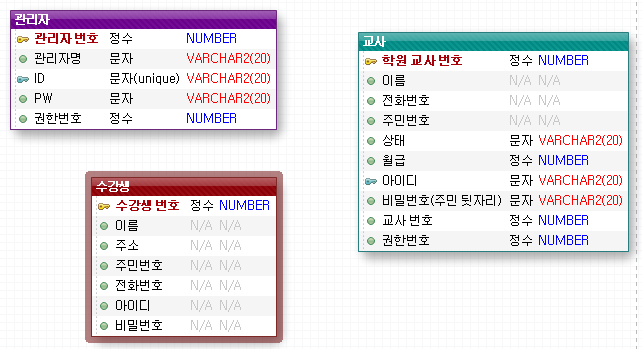 관리자
관리자 번호 정수 NUMBER
관리자명 문자 VARCHAR2(20)
ID 문자(unique) VARCHAR2(20)
PW 문자 VARCHAR2(20)
권한번호 정수 NUMBER
교사
학원 교사 번호 정수 NUMBER
이름 N/A N/A
전화번호 N/A N/A
주민번호 N/A N/A
상태 문자 VARCHAR2(20)
월급 정수 NUMBER
아이디 문자 VARCHAR2(20)
비밀번호(주민 뒷자리) 문자 VARCHAR2(20)
교사 번호 정수 NUMBER
권한번호 정수 NUMBER
수강생
수강생 번호 정수 NUMBER
이름 N/A N/A
주소 N/A N/A
주민번호 N/A N/A
전화번호 N/A N/A
아이디 N/A N/A
비밀번호 N/A N/A